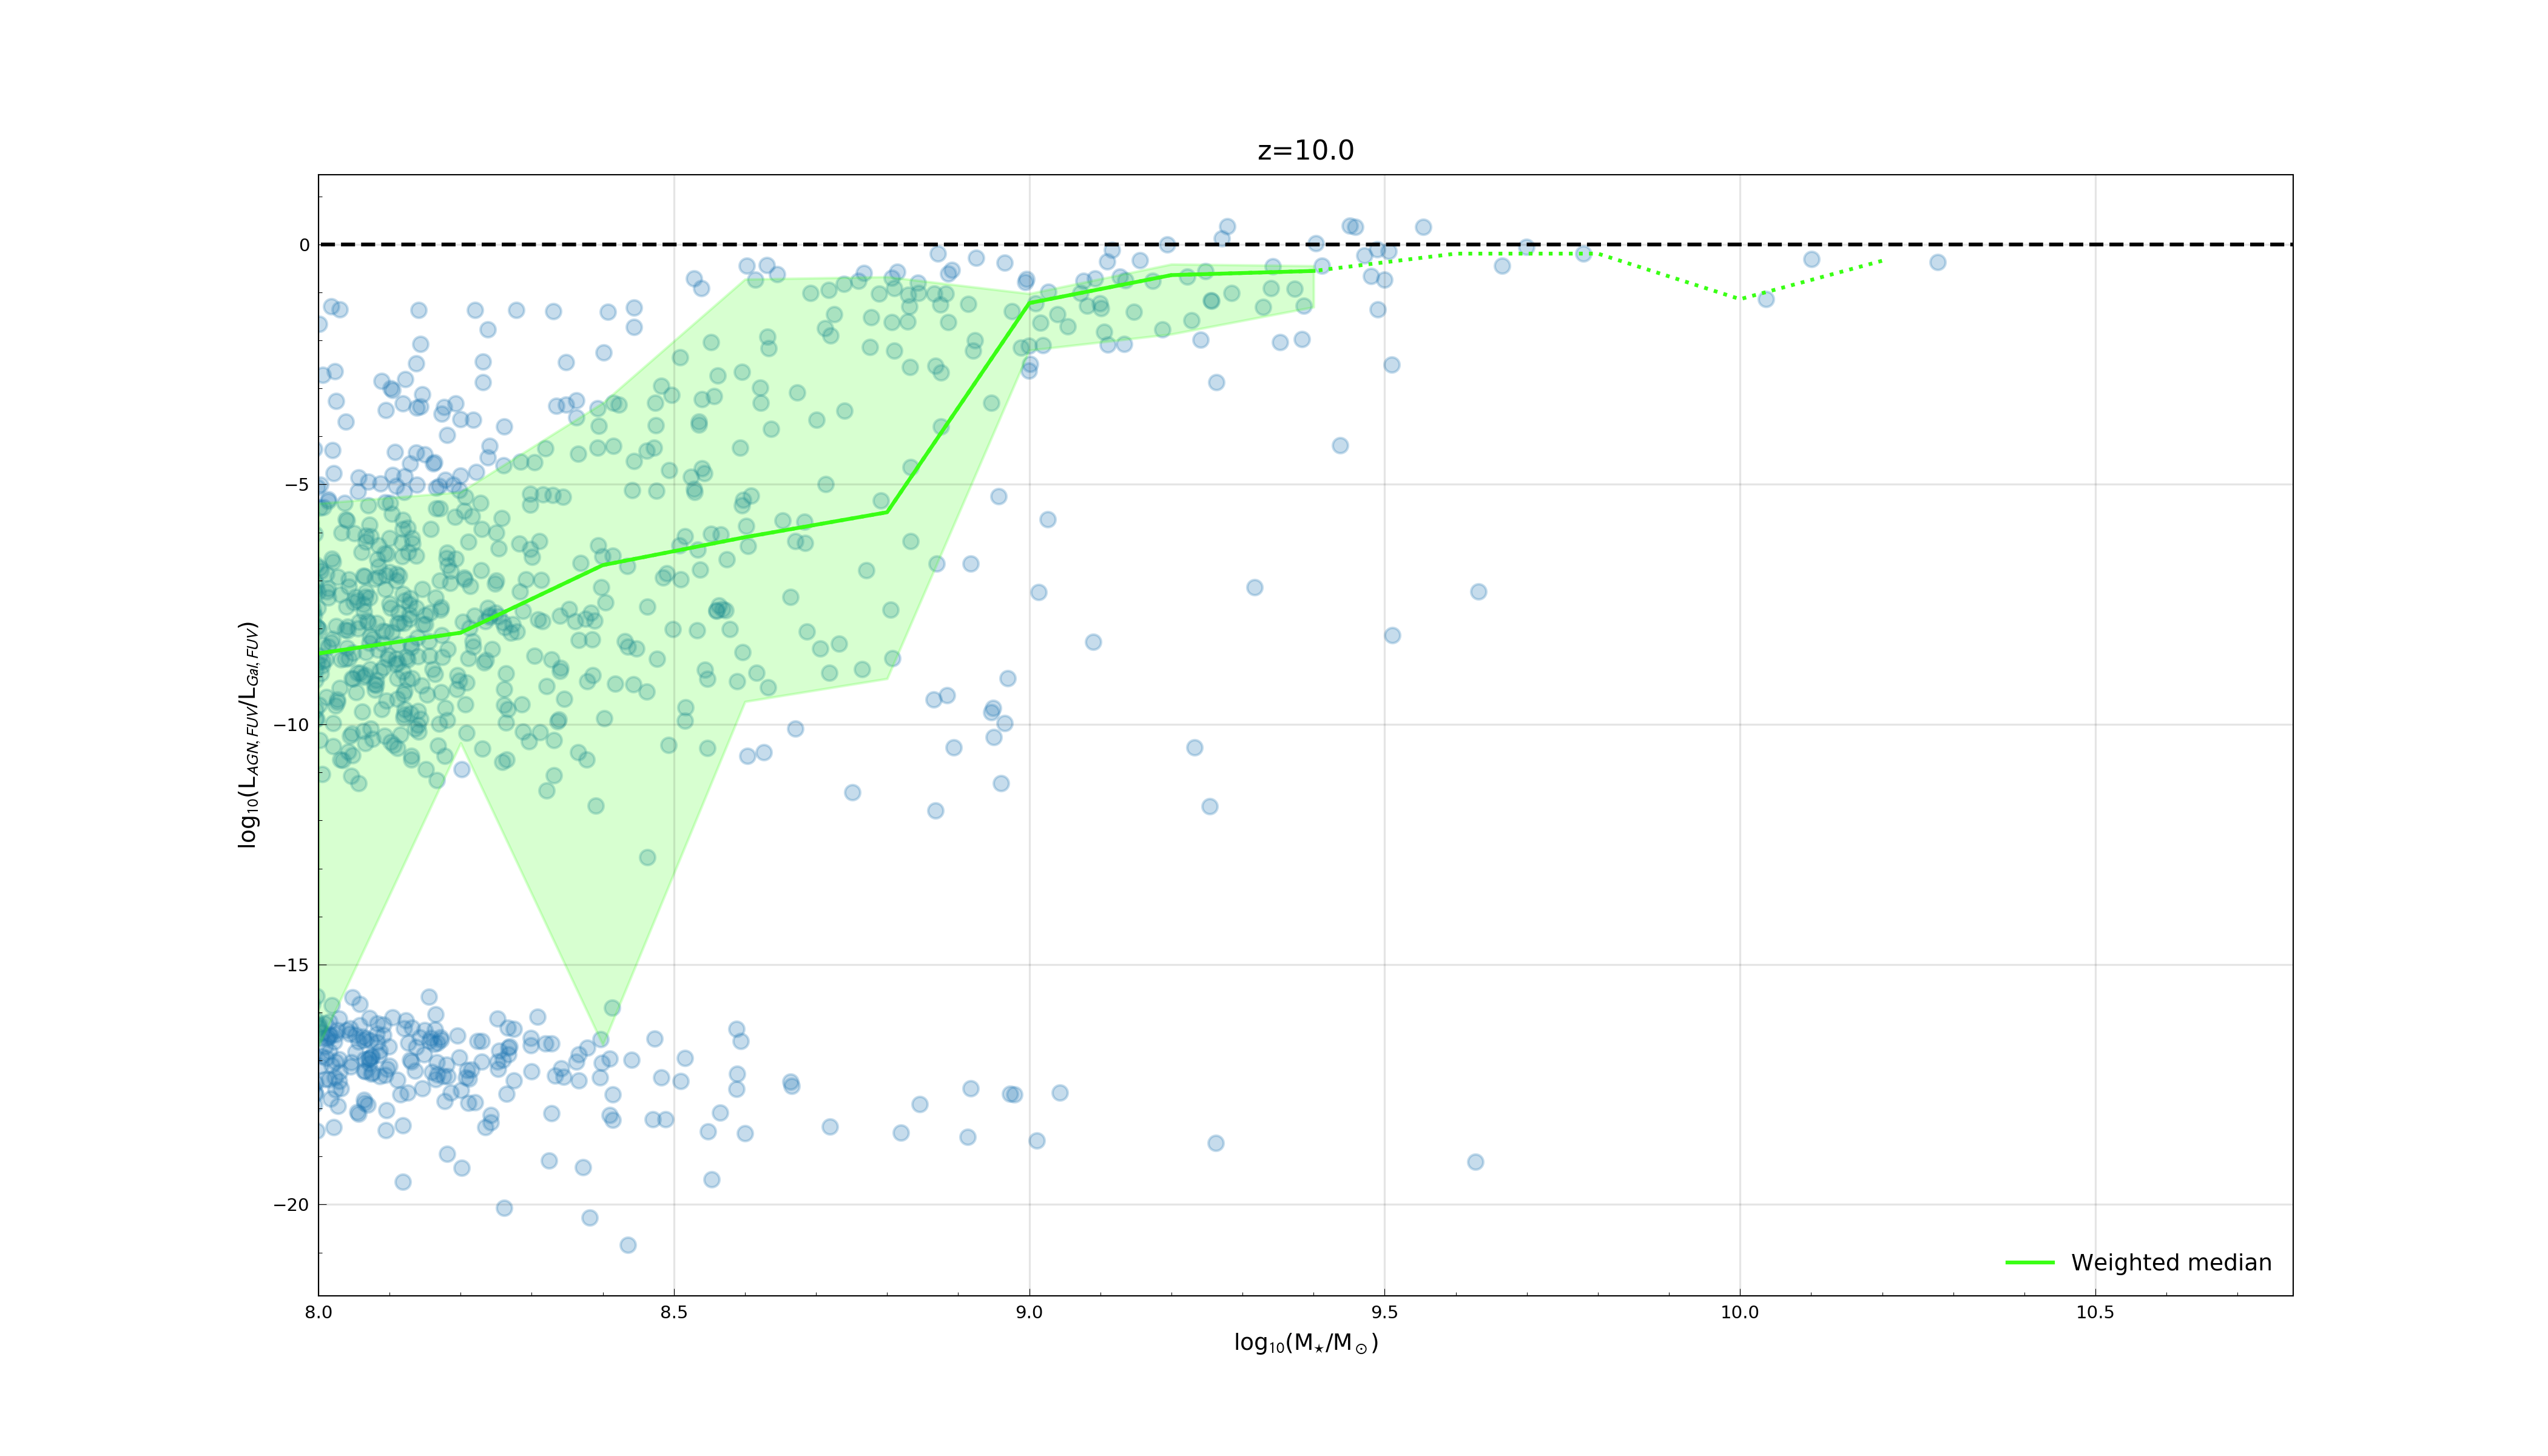 z=10.0
log₁₀(L_AGN,FUV/L_Gal,FUV)
0
−5
−10
−15
−20
8.0 8.5 9.0 9.5 10.0 10.5
log₁₀(M⋆/M⊙)
Weighted median